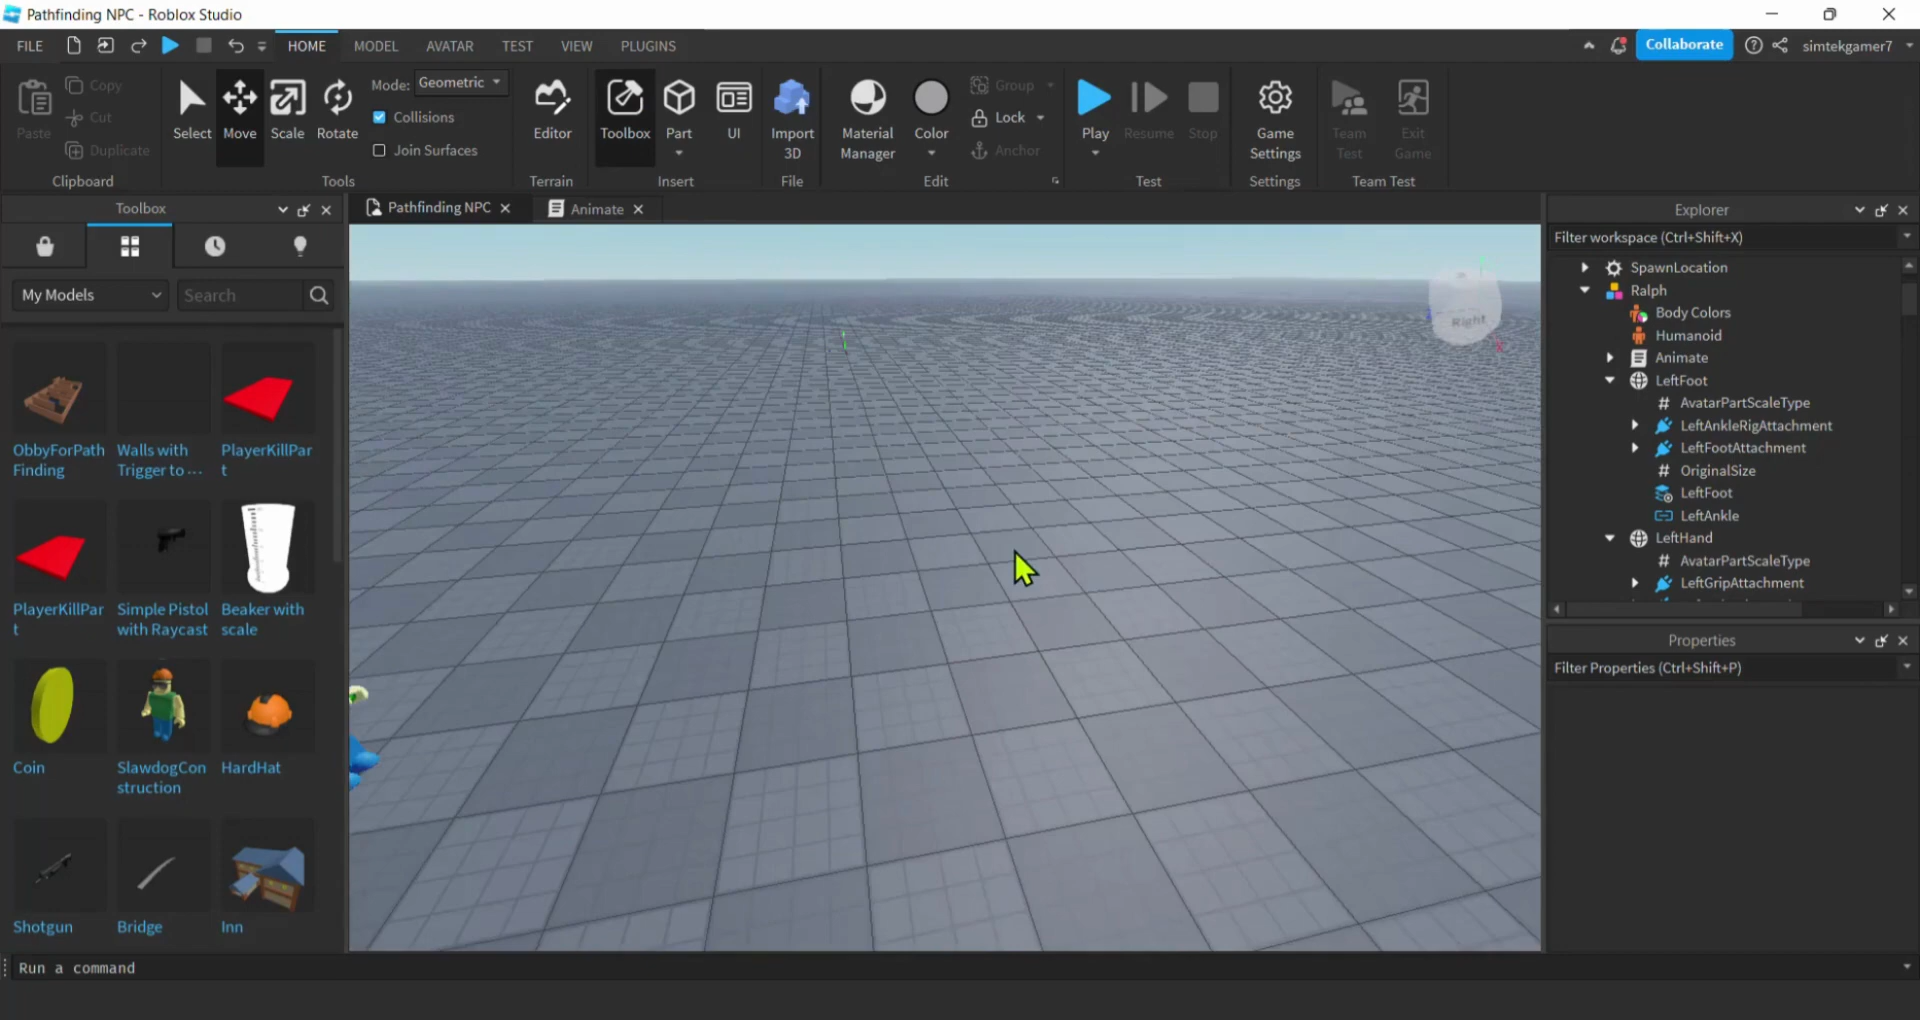 Pathfinding NPC - Roblox Studio
FILE
HOME
MODEL
AVATAR
TEST
VIEW
PLUGINS
Collaborate
simtekgamer7
Paste
Copy
Cut
Duplicate
Clipboard
Select
Move
Scale
Rotate
Mode: Geometric
Collisions
Join Surfaces
Tools
Editor
Terrain
Toolbox
Part
UI
Insert
Import
3D
File
Material
Manager
Color
Group
Lock
Anchor
Edit
Play
Resume
Stop
Test
Game
Settings
Settings
Team
Test
Exit
Game
Team Test
Toolbox
My Models
Search
ObbyForPath
Finding
Walls with
Trigger to ...
PlayerKillPar
t
PlayerKillPar
t
Simple Pistol
with Raycast
Beaker with
scale
Coin
SlawdogCon
struction
HardHat
Shotgun
Bridge
Inn
Pathfinding NPC
Animate
Right
Explorer
Filter workspace (Ctrl+Shift+X)
SpawnLocation
Ralph
Body Colors
Humanoid
Animate
LeftFoot
AvatarPartScaleType
LeftAnkleRigAttachment
LeftFootAttachment
OriginalSize
LeftFoot
LeftAnkle
LeftHand
AvatarPartScaleType
LeftGripAttachment
Properties
Filter Properties (Ctrl+Shift+P)
Run a command